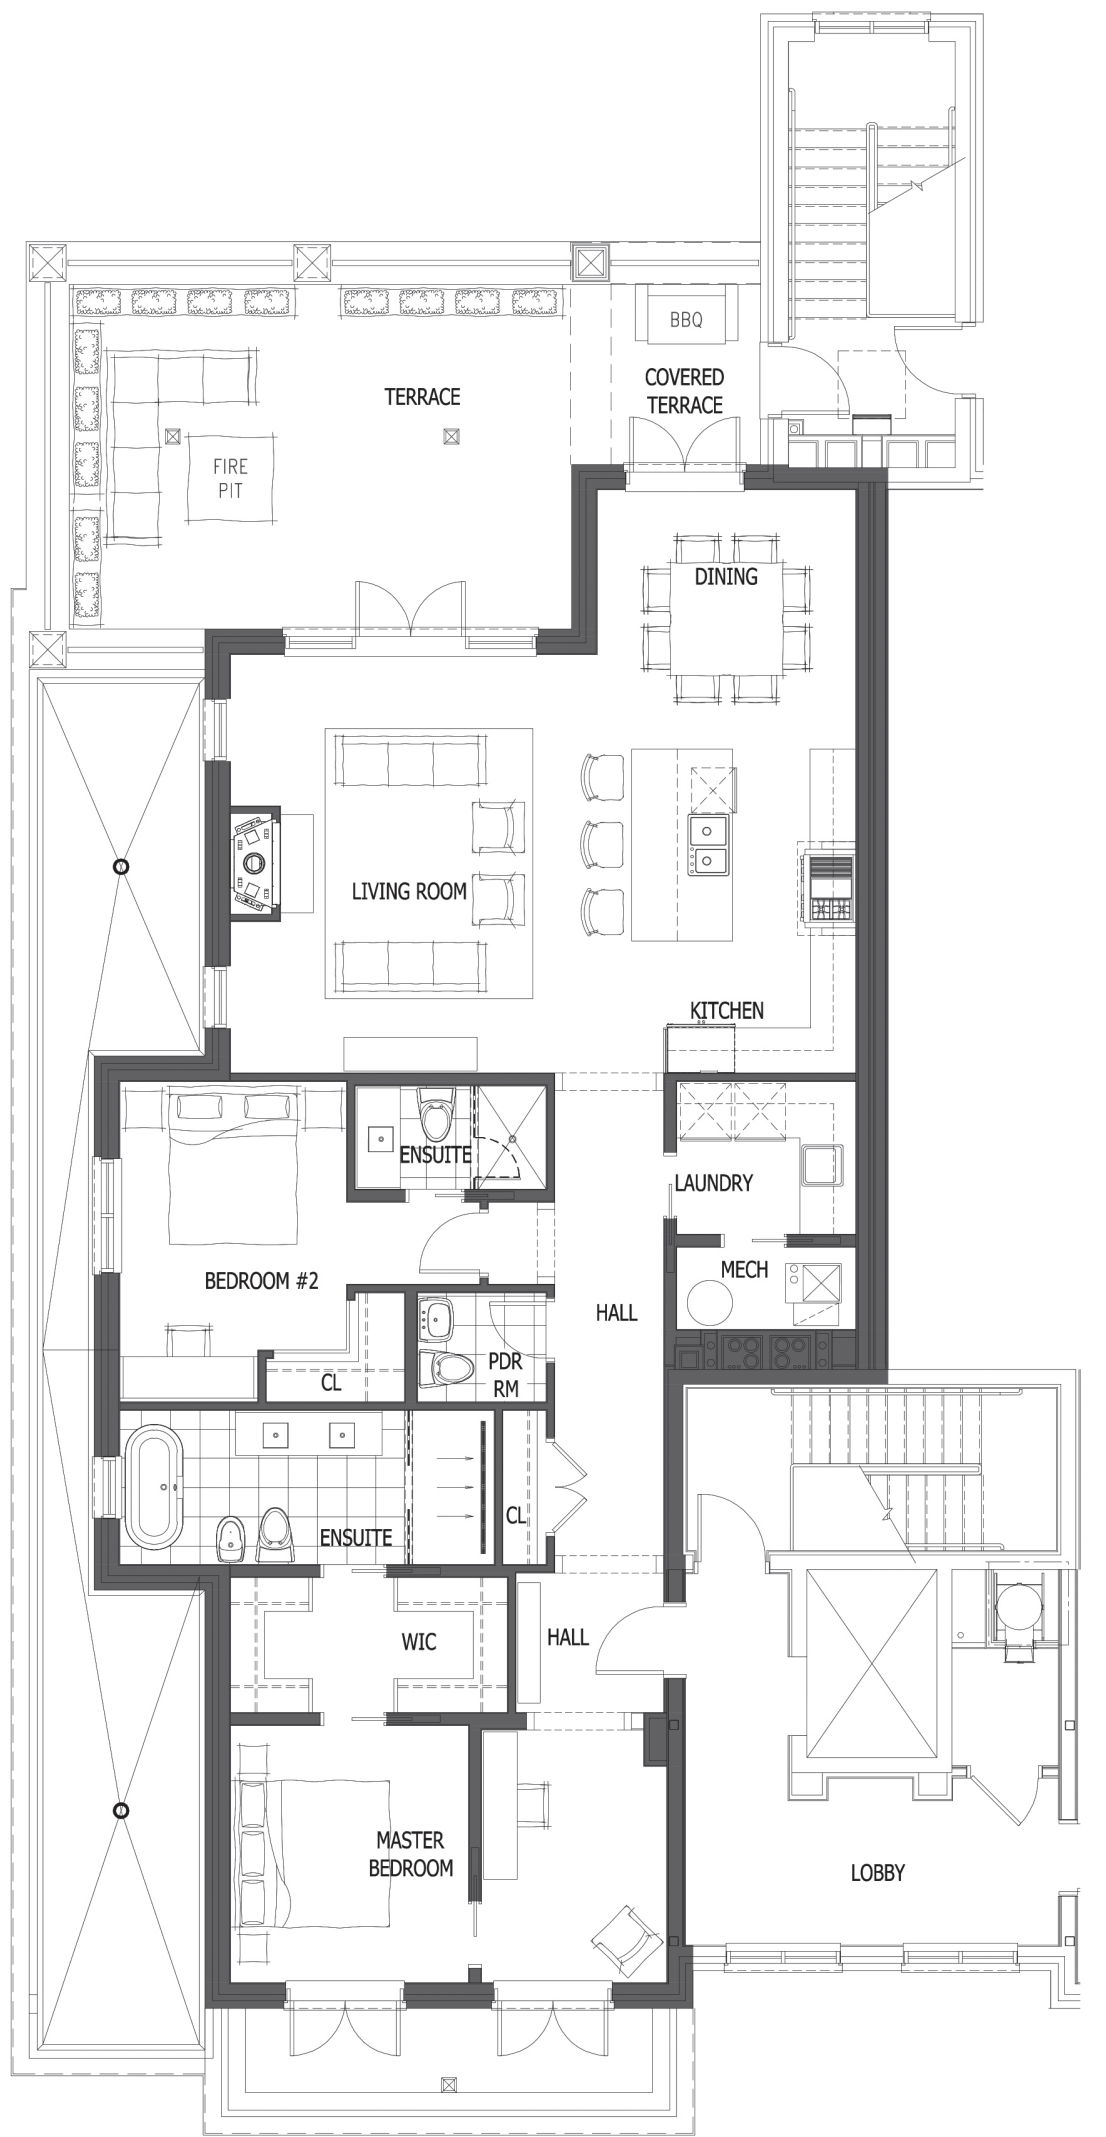 BBQ
COVERED
TERRACE
TERRACE
FIRE
PIT
DINING
LIVING ROOM
KITCHEN
ENSUITE
LAUNDRY
BEDROOM #2
MECH
HALL
PDR
RM
CL
CL
ENSUITE
WIC
HALL
MASTER
BEDROOM
LOBBY